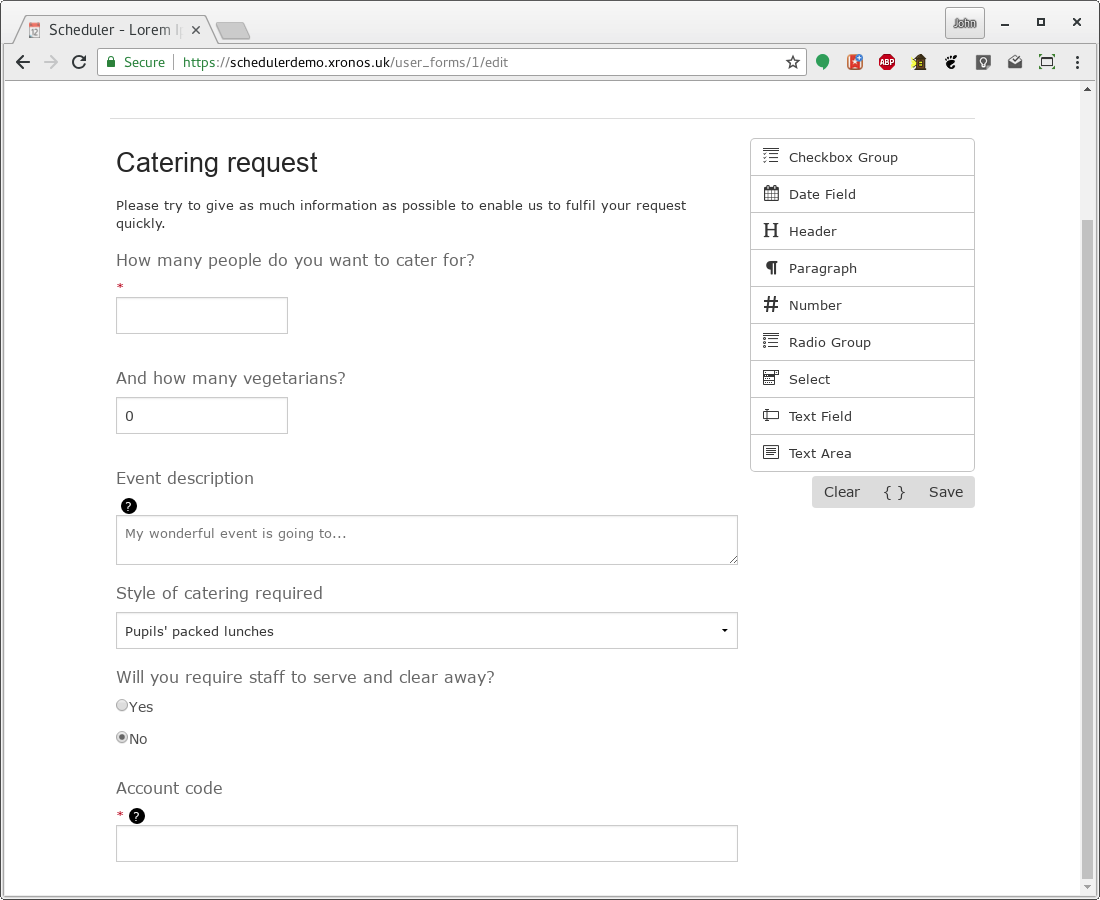 Scheduler - Lorem I
John
Secure
https://schedulerdemo.xronos.uk/user_forms/1/edit
ABP
Catering request
Please try to give as much information as possible to enable us to fulfil your request
quickly.
How many people do you want to cater for?
*
And how many vegetarians?
0
Event description
?
My wonderful event is going to...
Style of catering required
Pupils' packed lunches
Will you require staff to serve and clear away?
Yes
No
Account code
* ?
Checkbox Group
Date Field
H Header
¶ Paragraph
# Number
Radio Group
Select
Text Field
Text Area
Clear { } Save